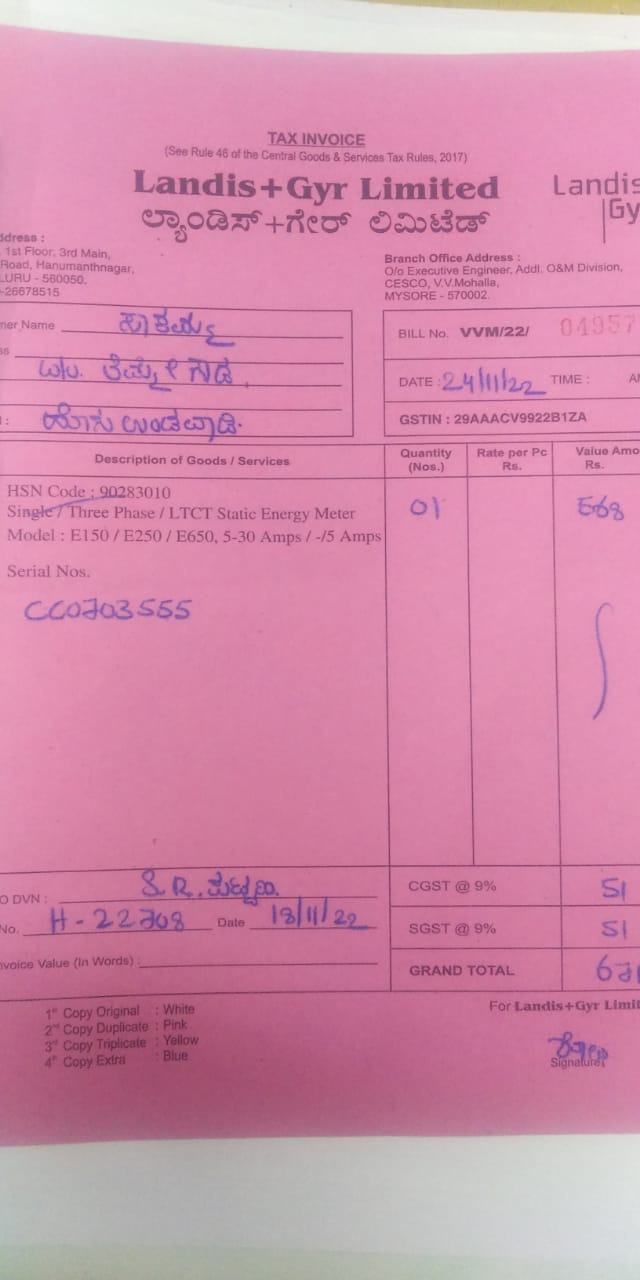 TAX INVOICE
(See Rule 46 of the Central Goods & Services Tax Rules, 2017)
Landis+Gyr Limited
ಲ್ಯಾಂಡಿಸ್+ಗೇರ್ ಲಿಮಿಟೆಡ್
Landis
Gy
ddress :
1st Floor, 3rd Main,
Road, Hanumanthnagar,
LURU - 560050.
-26678515
Branch Office Address :
O/o Executive Engineer, Addl. O&M Division,
CESCO, V.V.Mohalla,
MYSORE - 570002.
mer Name
BILL No. VVM/22/ 04957
ss
DATE : 24/11/22 TIME : AM
GSTIN : 29AAACV9922B1ZA
Description of Goods / Services Quantity (Nos.) Rate per Pc Rs. Value Amo Rs.
HSN Code : 90283010
Single / Three Phase / LTCT Static Energy Meter 01 568
Model : E150 / E250 / E650, 5-30 Amps / -/5 Amps
Serial Nos.
CC0703555
O DVN : S.R.
CGST @ 9% 51
No. H-22708 Date 18/11/22
SGST @ 9% 51
nvoice Value (In Words) :
GRAND TOTAL 67
1st Copy Original : White
2nd Copy Duplicate : Pink
3rd Copy Triplicate : Yellow
4th Copy Extra : Blue
For Landis+Gyr Limit
Signature